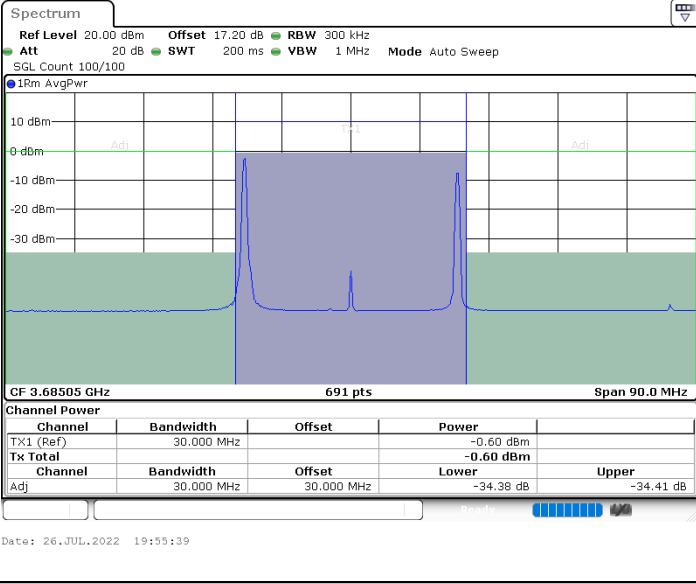 Spectrum
Ref Level 20.00 dBm Offset 17.20 dB RBW 300 kHz
Att 20 dB SWT 200 ms VBW 1 MHz Mode Auto Sweep
SGL Count 100/100
1Rm AvgPwr
10 dBm
TX1
Adj
Adj
0 dBm
-10 dBm
-20 dBm
-30 dBm
CF 3.68505 GHz 691 pts Span 90.0 MHz
Channel Power
Channel Bandwidth Offset Power
TX1 (Ref) 30.000 MHz -0.60 dBm
Tx Total -0.60 dBm
Channel Bandwidth Offset Lower Upper
Adj 30.000 MHz 30.000 MHz -34.38 dB -34.41 dB
Ready
Date: 26.JUL.2022 19:55:39